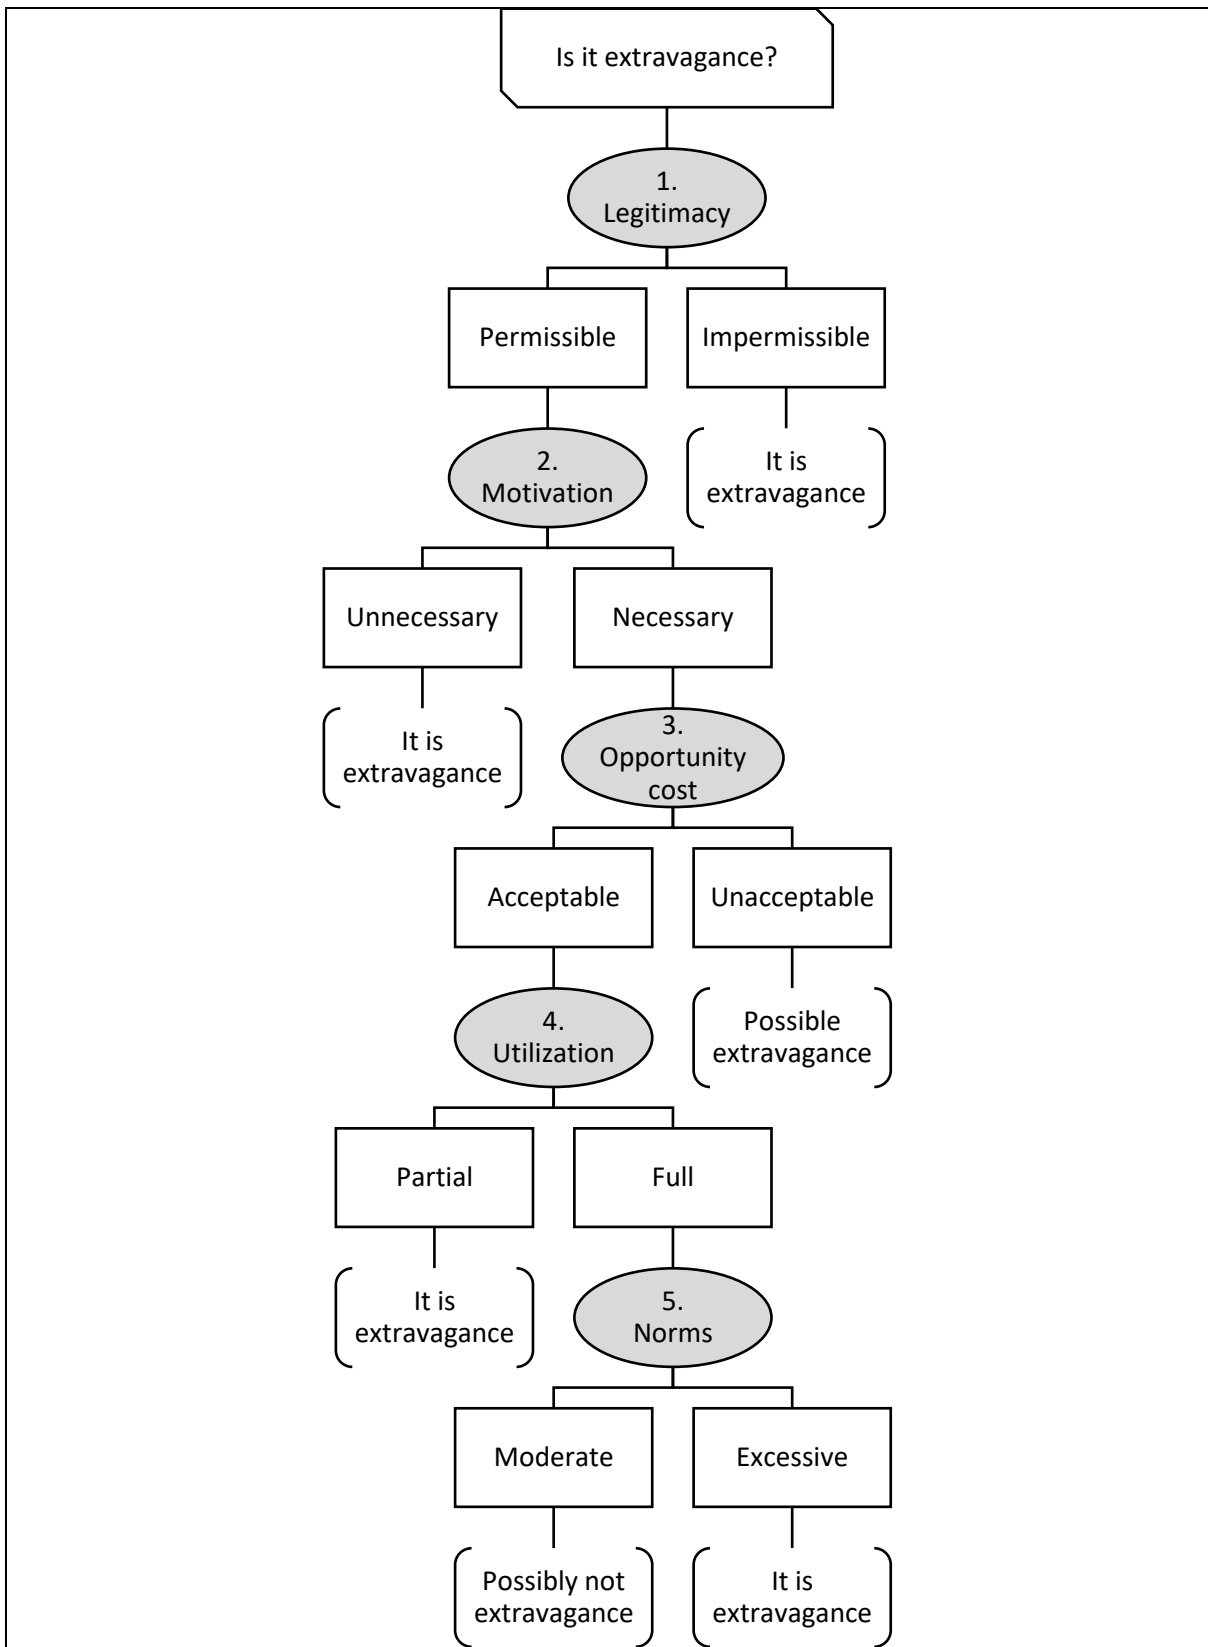 Is it extravagance?
1.
Legitimacy
Permissible
Impermissible
2.
Motivation
It is
extravagance
Unnecessary
Necessary
It is
extravagance
3.
Opportunity
cost
Acceptable
Unacceptable
4.
Utilization
Possible
extravagance
Partial
Full
It is
extravagance
5.
Norms
Moderate
Excessive
Possibly not
extravagance
It is
extravagance